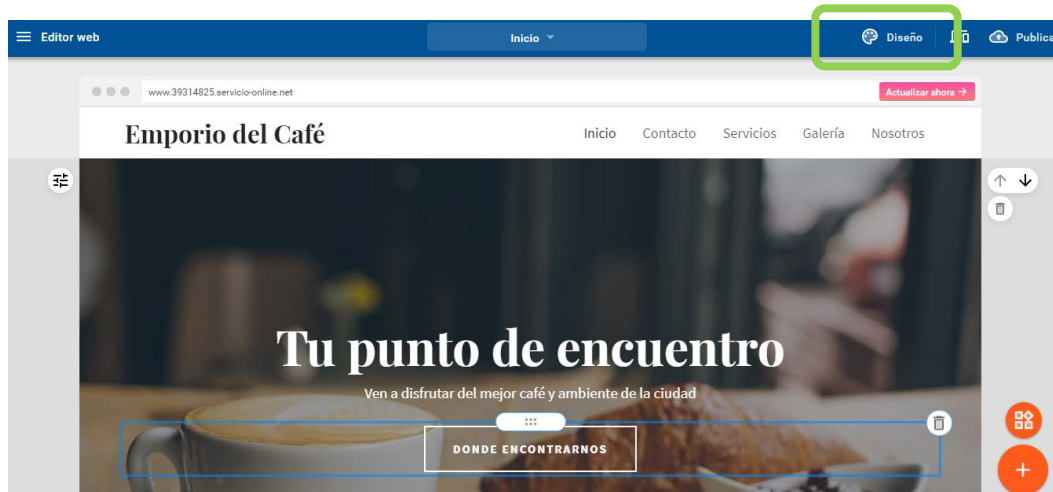 Editor web
Inicio
Diseño
Publica
www.39314825.servicio-online.net
Actualizar ahora →
Emporio del Café
Inicio Contacto Servicios Galería Nosotros
Tu punto de encuentro
Ven a disfrutar del mejor café y ambiente de la ciudad
DONDE ENCONTRARNOS